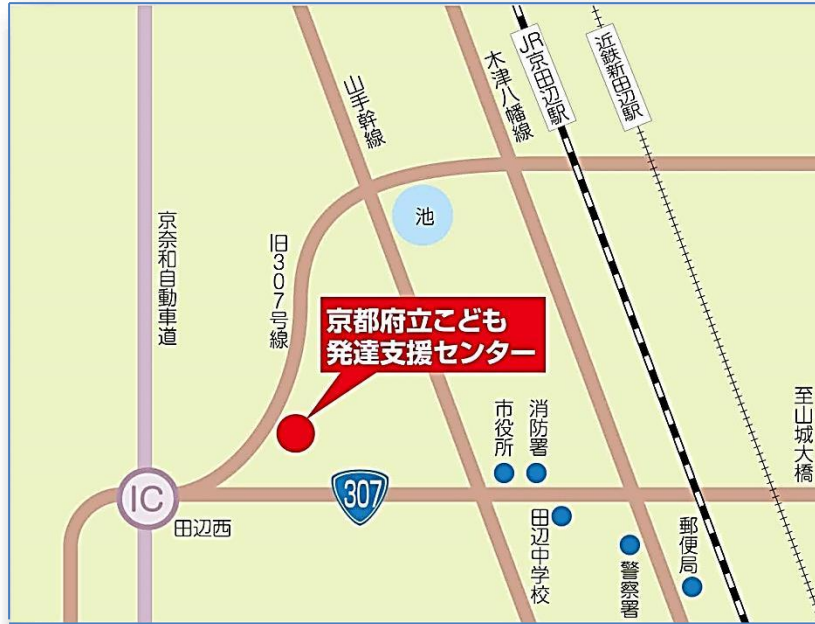 山手幹線
木津八幡線
JR京田辺駅
近鉄新田辺駅
池
京奈和自動車道
旧307号線
京都府立こども
発達支援センター
至山城大橋
市役所
消防署
IC
307
田辺西
田辺中学校
警察署
郵便局